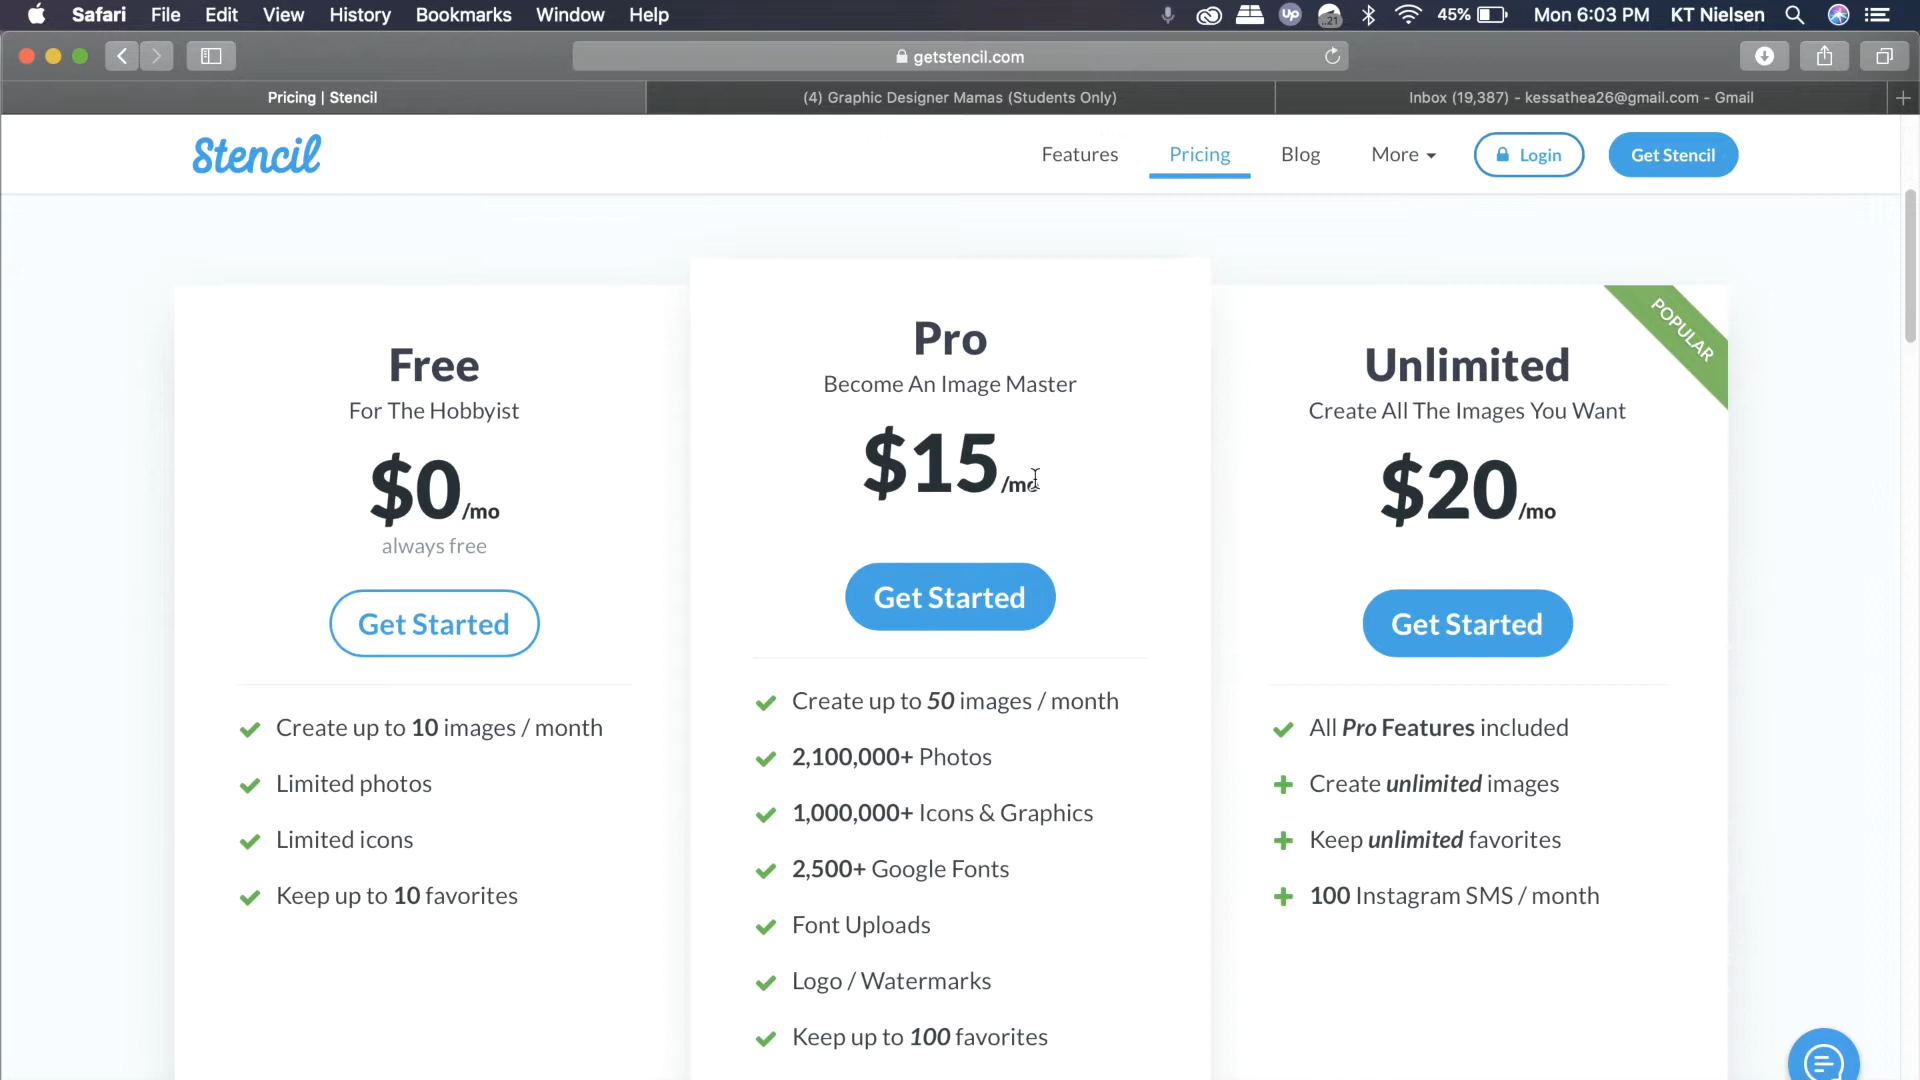 Safari File Edit View History Bookmarks Window Help
Up
21
45%
Mon 6:03 PM KT Nielsen
getstencil.com
Pricing | Stencil
(4) Graphic Designer Mamas (Students Only)
Inbox (19,387) - kessathea26@gmail.com - Gmail
Stencil
Features Pricing Blog More Login Get Stencil
Free
For The Hobbyist
$0/mo
always free
Get Started
Create up to 10 images / month
Limited photos
Limited icons
Keep up to 10 favorites
Pro
Become An Image Master
$15/mo
Get Started
Create up to 50 images / month
2,100,000+ Photos
1,000,000+ Icons & Graphics
2,500+ Google Fonts
Font Uploads
Logo / Watermarks
Keep up to 100 favorites
POPULAR
Unlimited
Create All The Images You Want
$20/mo
Get Started
All Pro Features included
Create unlimited images
Keep unlimited favorites
100 Instagram SMS / month